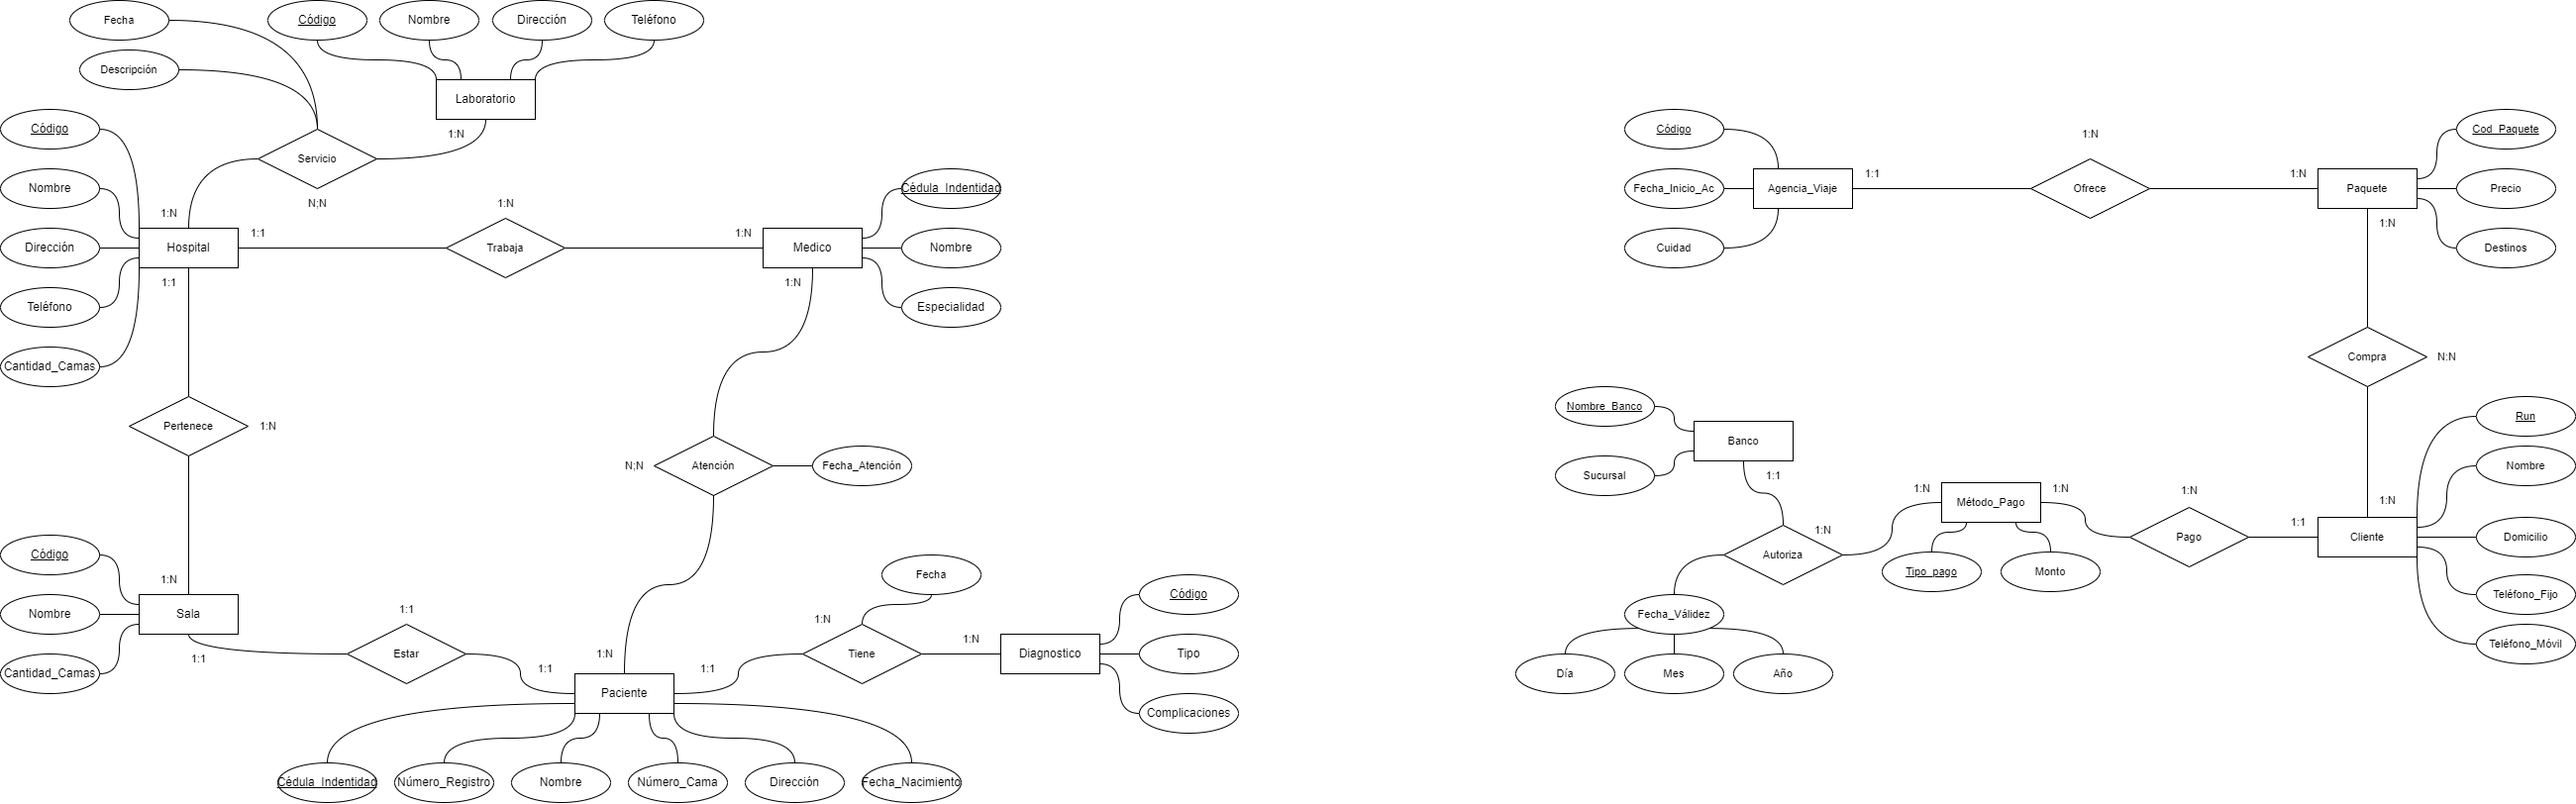 Fecha
Código
Nombre
Dirección
Teléfono
Descripción
Laboratorio
1:N
Servicio
N;N
Código
Nombre
Dirección
Teléfono
Cantidad_Camas
1:N
Hospital
1:1
1:1
1:N
Trabaja
1:N
Medico
1:N
Cédula_Indentidad
Nombre
Especialidad
Pertenece
1:N
N;N
Atención
Fecha_Atención
1:N
Código
Nombre
Cantidad_Camas
Sala
1:1
1:1
Estar
1:1
1:N
Paciente
1:1
1:N
Fecha
Tiene
1:N
Diagnostico
Código
Tipo
Complicaciones
Cédula_Indentidad
Número_Registro
Nombre
Número_Cama
Dirección
Fecha_Nacimiento
Código
Fecha_Inicio_Ac
Cuidad
Agencia_Viaje
1:1
1:N
Ofrece
1:N
Paquete
Cod_Paquete
Precio
Destinos
1:N
Compra
N:N
1:N
Nombre_Banco
Sucursal
Banco
1:1
1:N
Autoriza
1:N
Método_Pago
1:N
Tipo_pago
Monto
1:N
Pago
1:1
Cliente
Run
Nombre
Domicilio
Teléfono_Fijo
Teléfono_Móvil
Fecha_Válidez
Día
Mes
Año